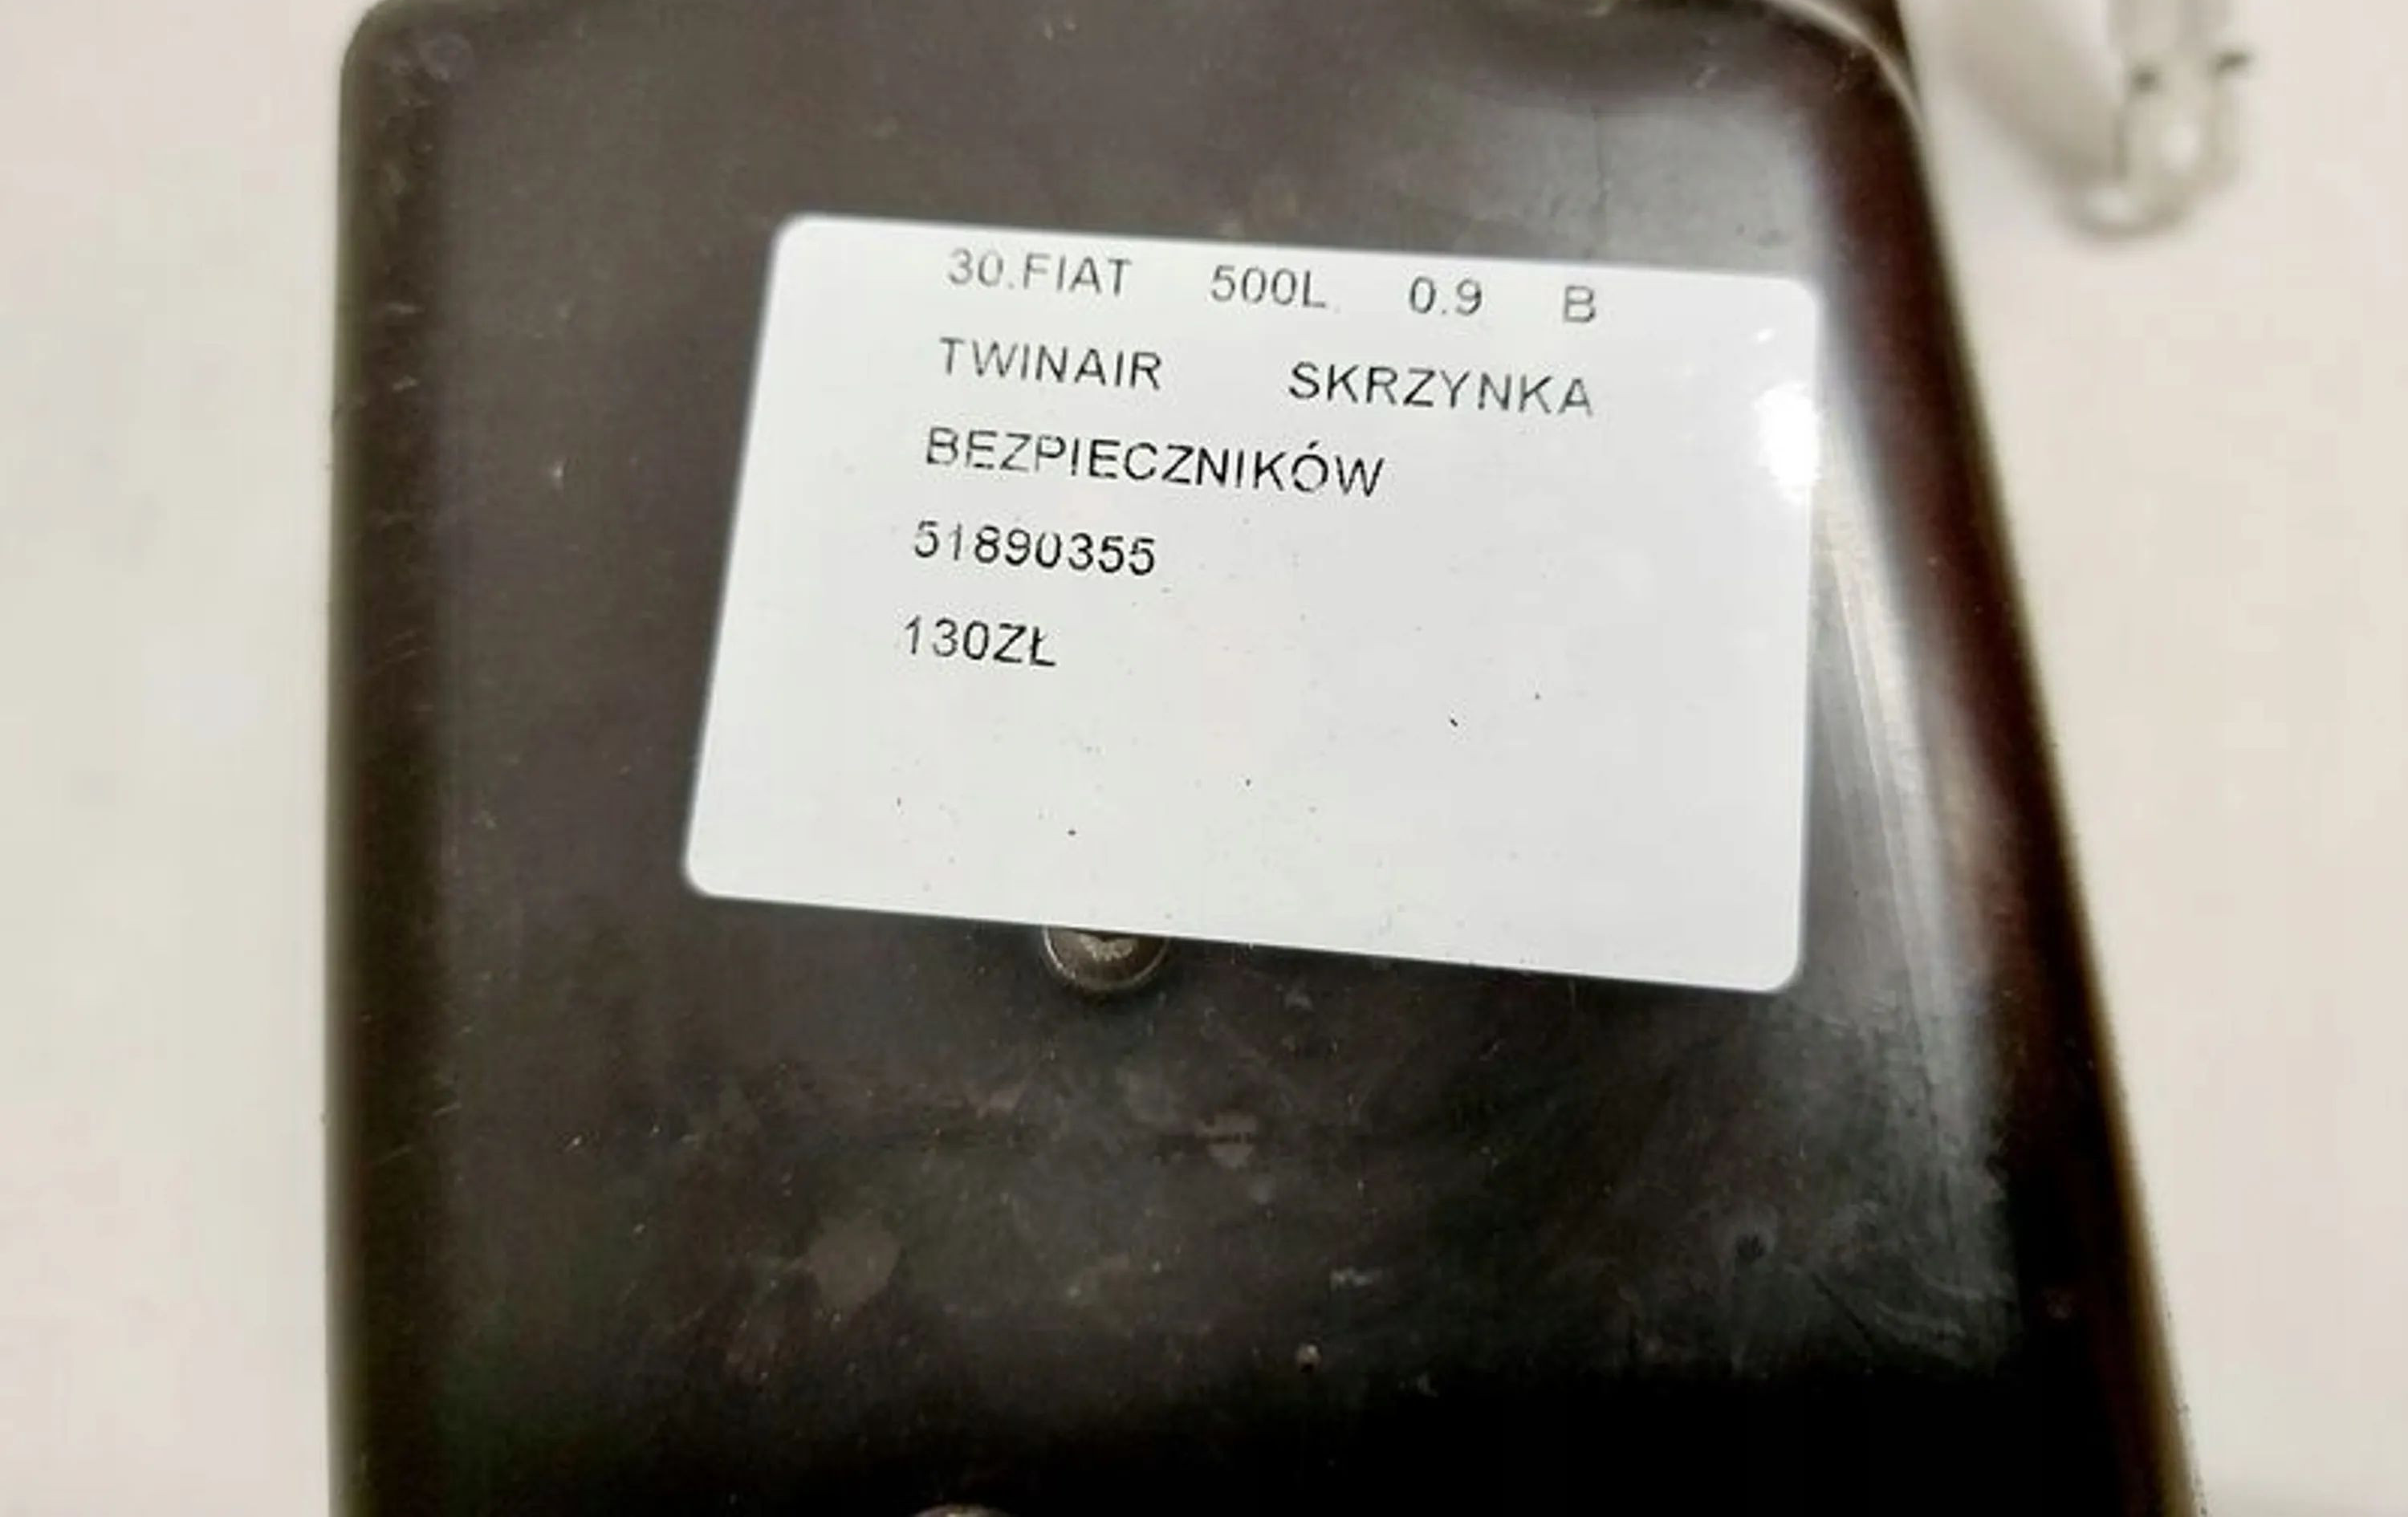 30.FIAT 500L 0.9 B
TWINAIR SKRZYNKA
BEZPIECZNIKÓW
51890355
130ZŁ